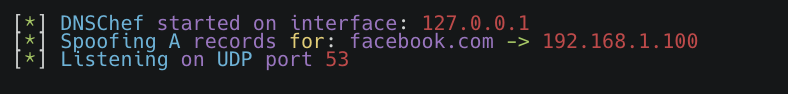 [*] DNSChef started on interface: 127.0.0.1
[*] Spoofing A records for: facebook.com -> 192.168.1.100
[*] Listening on UDP port 53